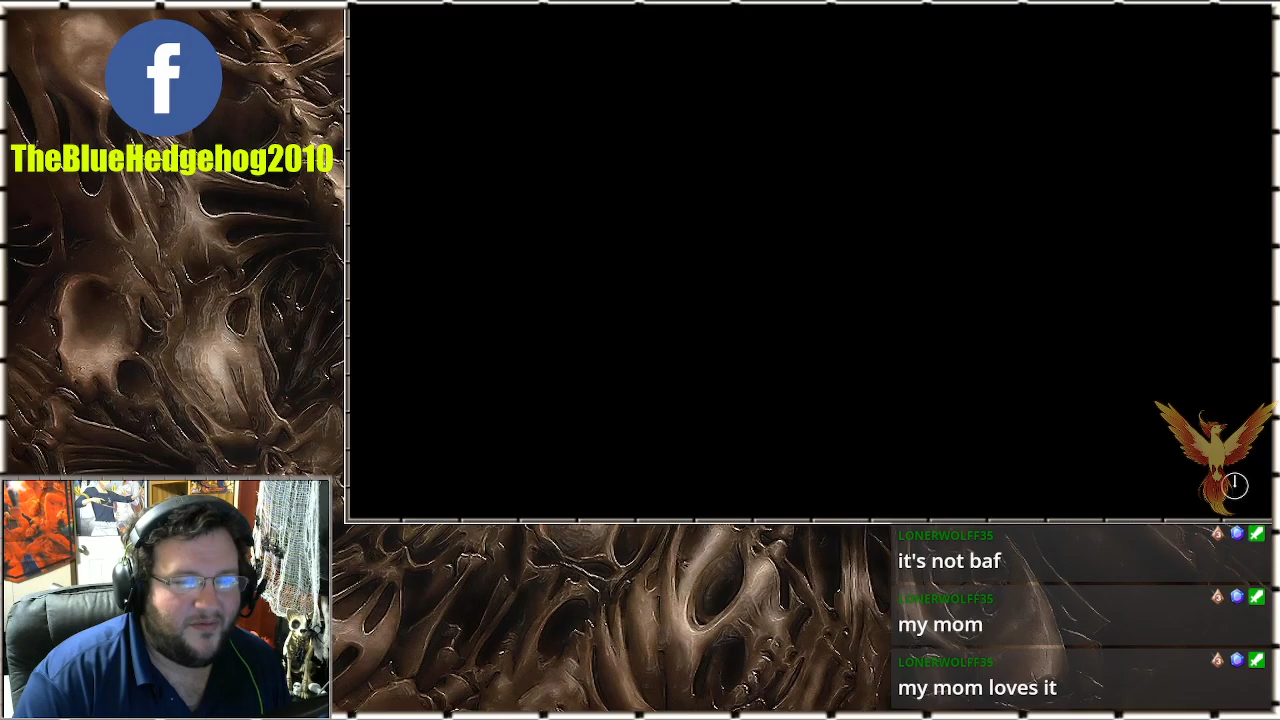 f
TheBlueHedgehog2010
LONERWOLFF35
it's not baf
LONERWOLFF35
my mom
LONERWOLFF35
my mom loves it